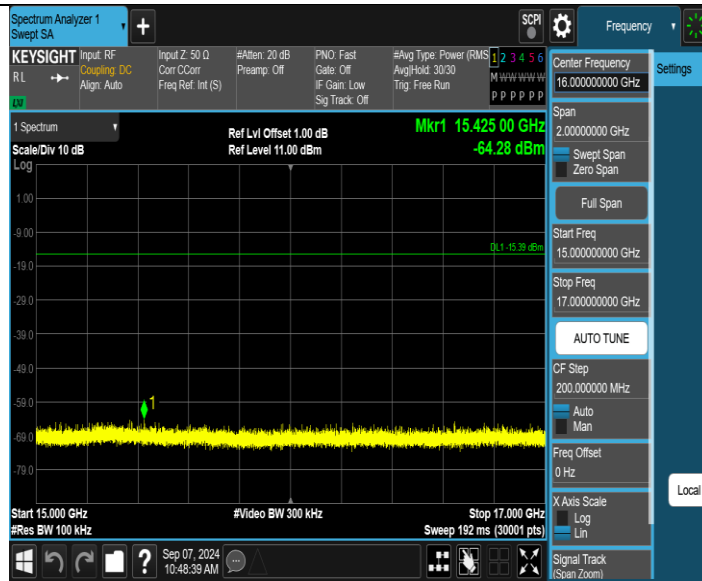 Spectrum Analyzer 1
Swept SA
SCPI
Frequency
KEYSIGHT
RL
LXI
Input: RF
Coupling: DC
Align: Auto
Input Z: 50 Ω
Corr CCorr
Freq Ref: Int (S)
#Atten: 20 dB
Preamp: Off
PNO: Fast
Gate: Off
IF Gain: Low
Sig Track: Off
#Avg Type: Power (RMS
Avg|Hold: 30/30
Trig: Free Run
1 2 3 4 5 6
M W W W W W
P P P P P P
1 Spectrum
Scale/Div 10 dB
Log
Ref Lvl Offset 1.00 dB
Ref Level 11.00 dBm
Mkr1 15.425 00 GHz
-64.28 dBm
1.00
-9.00
DL1 -15.39 dBm
-19.0
-29.0
-39.0
-49.0
-59.0
1
-69.0
-79.0
Start 15.000 GHz
#Video BW 300 kHz
Stop 17.000 GHz
#Res BW 100 kHz
Sweep 192 ms (30001 pts)
?
Sep 07, 2024
10:48:39 AM
Center Frequency
16.000000000 GHz
Span
2.00000000 GHz
Swept Span
Zero Span
Full Span
Start Freq
15.000000000 GHz
Stop Freq
17.000000000 GHz
AUTO TUNE
CF Step
200.000000 MHz
Auto
Man
Freq Offset
0 Hz
X Axis Scale
Log
Lin
Signal Track
(Span Zoom)
Settings
Local